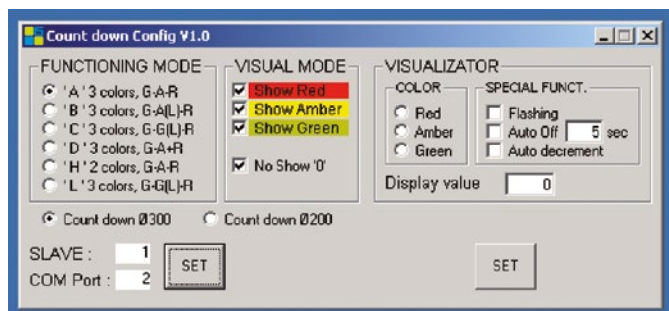 Count down Config V1.0
FUNCTIONING MODE
' A ' 3 colors, G-A-R
' B ' 3 colors, G-A(L)-R
' C ' 3 colors, G-G(L)-R
' D ' 3 colors, G-A+R
' H ' 2 colors, G-A-R
' L ' 3 colors, G-G(L)-R
VISUAL MODE
Show Red
Show Amber
Show Green
No Show '0'
VISUALIZATOR
COLOR
Red
Amber
Green
SPECIAL FUNCT.
Flashing
Auto Off 5 sec
Auto decrement
Display value 0
Count down Ø300 Count down Ø200
SLAVE : 1
COM Port : 2
SET
SET